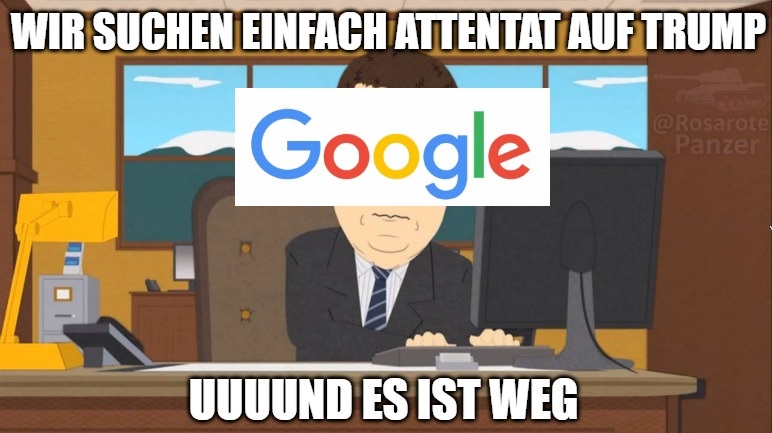 WIR SUCHEN EINFACH ATTENTAT AUF TRUMP
Google
@Rosarote
Panzer
UUUUND ES IST WEG